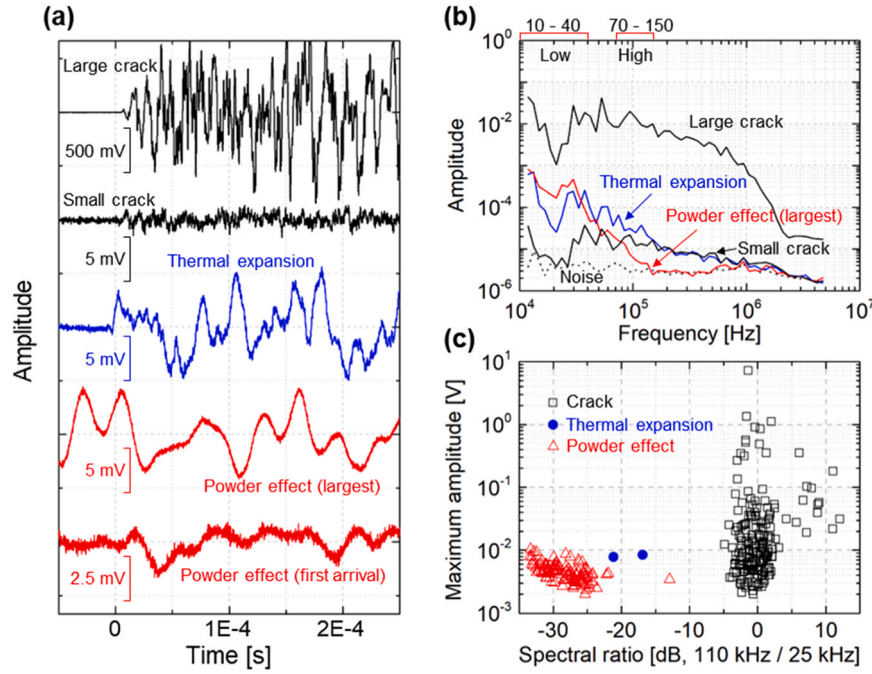 (a)
Large crack
500 mV
Small crack
5 mV
Thermal expansion
5 mV
5 mV
Powder effect (largest)
2.5 mV
Powder effect (first arrival)
Amplitude
0 1E-4 2E-4
Time [s]
(b)
10 - 40 70 - 150
Low High
10^0
10^-2
10^-4
10^-6
Amplitude
Large crack
Thermal expansion
Powder effect (largest)
Small crack
Noise
10^4 10^5 10^6 10^7
Frequency [Hz]
(c)
10^1
10^0
10^-1
10^-2
10^-3
Maximum amplitude [V]
Crack
Thermal expansion
Powder effect
-30 -20 -10 0 10
Spectral ratio [dB, 110 kHz / 25 kHz]